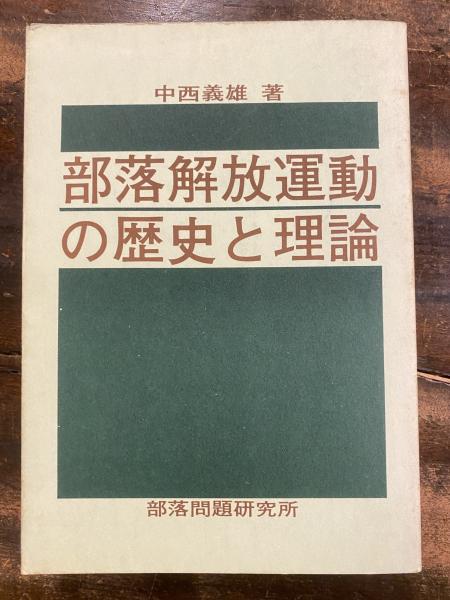 中西義雄 著
部落解放運動
の歴史と理論
部落問題研究所